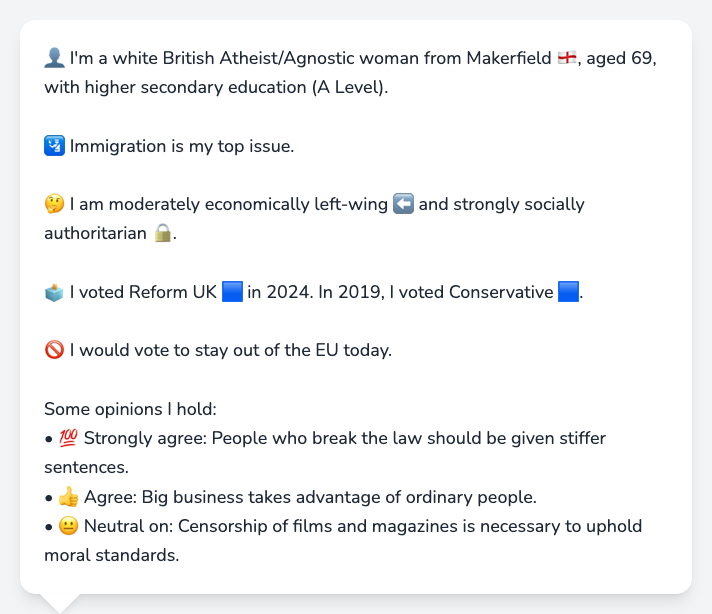 👤 I'm a white British Atheist/Agnostic woman from Makerfield 🏴󠁧󠁢󠁥󠁮󠁧󠁿, aged 69,
with higher secondary education (A Level).
🛂 Immigration is my top issue.
🤔 I am moderately economically left-wing ⬅️ and strongly socially
authoritarian 🔒.
🗳️ I voted Reform UK 🟦 in 2024. In 2019, I voted Conservative 🟦.
🚫 I would vote to stay out of the EU today.
Some opinions I hold:
• 💯 Strongly agree: People who break the law should be given stiffer
sentences.
• 👍 Agree: Big business takes advantage of ordinary people.
• 😐 Neutral on: Censorship of films and magazines is necessary to uphold
moral standards.